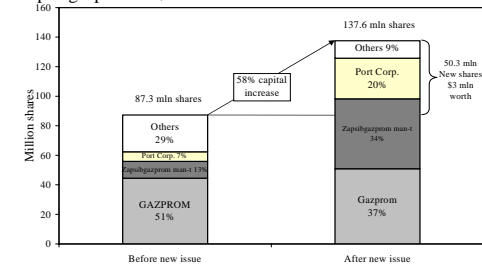 160
140
120
100
80
60
40
20
0
Million shares
87.3 mln shares
Others
29%
Port Corp. 7%
Zapsibgazprom man-t 13%
GAZPROM
51%
58% capital
increase
137.6 mln shares
Others 9%
Port Corp.
20%
Zapsibgazprom man-t
34%
Gazprom
37%
50.3 mln
New shares
$3 mln
worth
Before new issue
After new issue